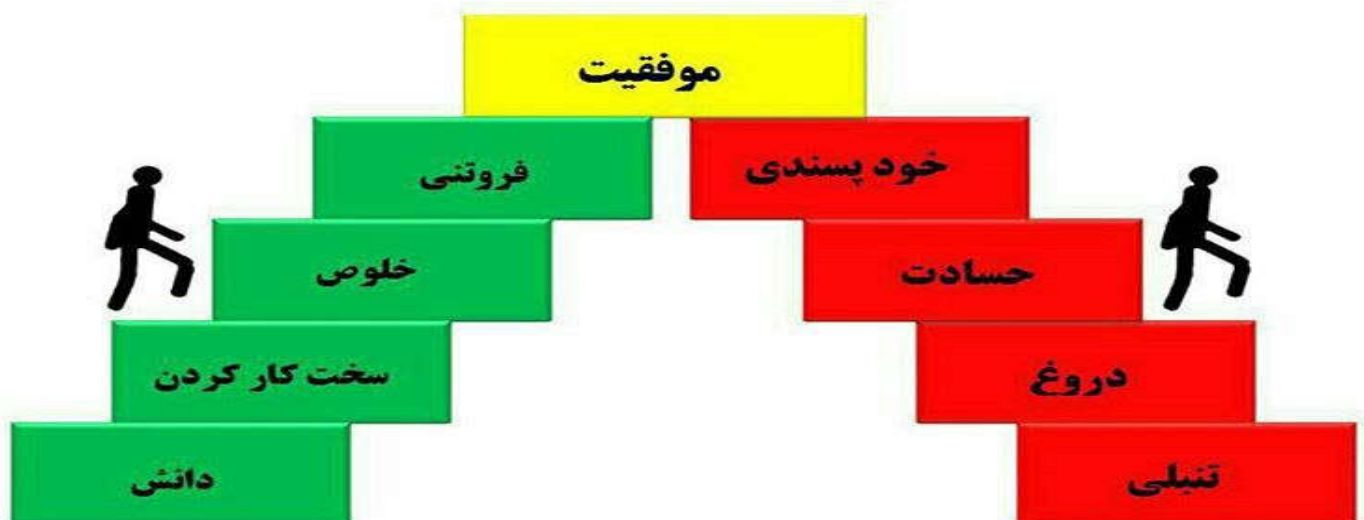 موفقیت
خود پسندی
فروتنی
حسادت
خلوص
دروغ
سخت کار کردن
تنبلی
دانش